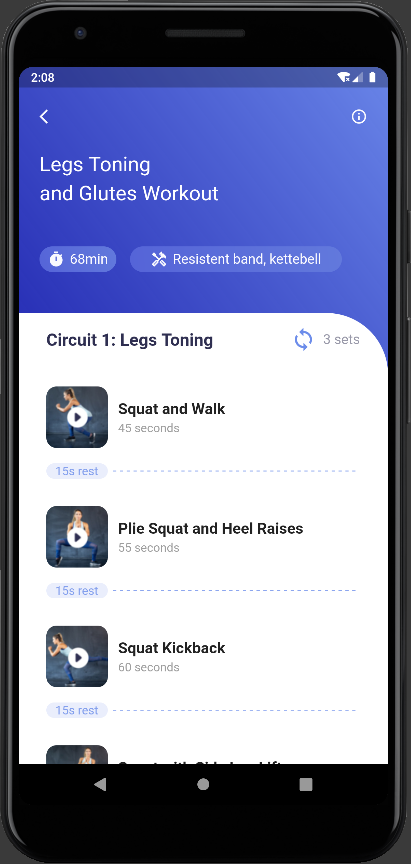 2:08
Legs Toning
and Glutes Workout
68min
Resistent band, kettebell
Circuit 1: Legs Toning
3 sets
Squat and Walk
45 seconds
15s rest
Plie Squat and Heel Raises
55 seconds
15s rest
Squat Kickback
60 seconds
15s rest